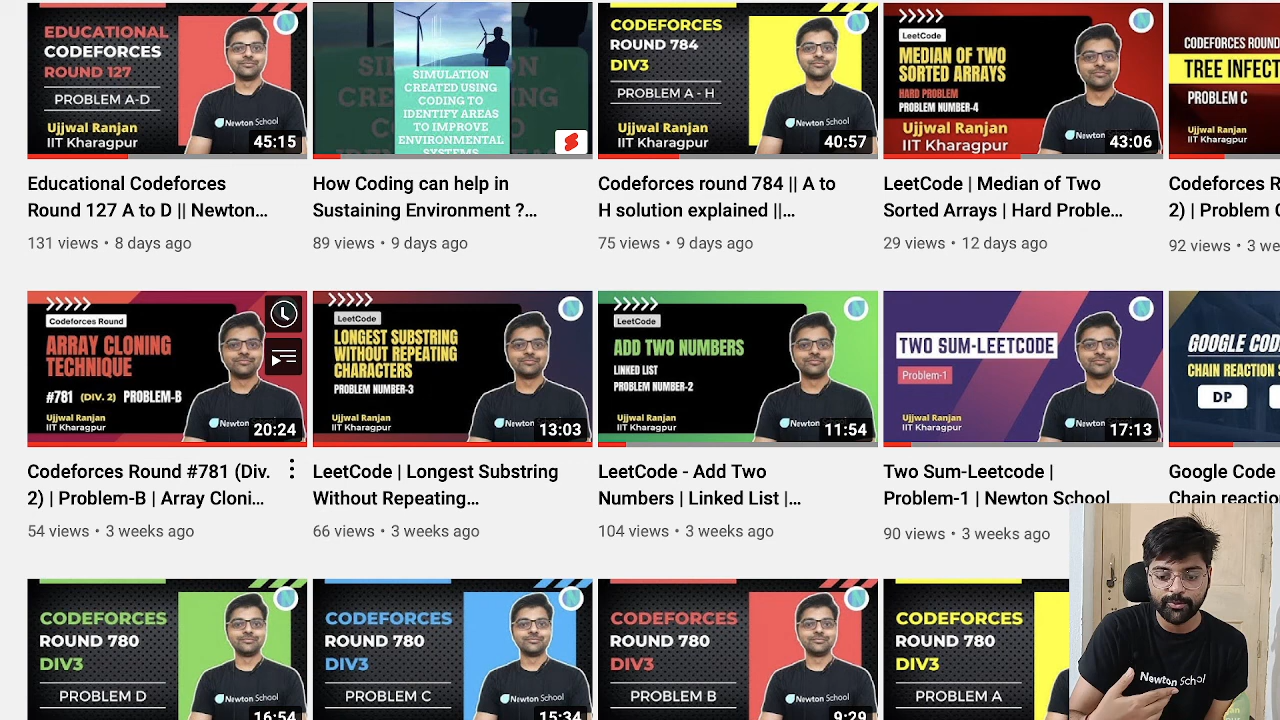 EDUCATIONAL
CODEFORCES
ROUND 127
PROBLEM A-D
Ujjwal Ranjan
IIT Kharagpur
Newton School
45:15
SIMULATION
CREATED USING
CODING TO
IDENTIFY AREAS
TO IMPROVE
ENVIRONMENTAL
SYSTEMS
CODEFORCES
ROUND 784
DIV3
PROBLEM A - H
Ujjwal Ranjan
IIT Kharagpur
Newton School
40:57
LeetCode
MEDIAN OF TWO
SORTED ARRAYS
HARD PROBLEM
PROBLEM NUMBER-4
Ujjwal Ranjan
IIT Kharagpur
Newton
43:06
CODEFORCES ROUND
TREE INFECT
PROBLEM C
Ujjwal Ranjan
IIT Kharagpur
Educational Codeforces
Round 127 A to D || Newton...
131 views • 8 days ago
How Coding can help in
Sustaining Environment ?...
89 views • 9 days ago
Codeforces round 784 || A to
H solution explained ||...
75 views • 9 days ago
LeetCode | Median of Two
Sorted Arrays | Hard Proble...
29 views • 12 days ago
Codeforces R
2) | Problem C
92 views • 3 we
Codeforces Round
ARRAY CLONING
TECHNIQUE
#781 (DIV. 2) PROBLEM-B
Ujjwal Ranjan
IIT Kharagpur
Newton
20:24
LeetCode
LONGEST SUBSTRING
WITHOUT REPEATING
CHARACTERS
PROBLEM NUMBER-3
Ujjwal Ranjan
IIT Kharagpur
Newton
13:03
LeetCode
ADD TWO NUMBERS
LINKED LIST
PROBLEM NUMBER-2
Ujjwal Ranjan
IIT Kharagpur
Newton
11:54
TWO SUM-LEETCODE
Problem-1
Ujjwal Ranjan
IIT Kharagpur
Newton
17:13
GOOGLE COD
CHAIN REACTION S
DP
Ujjwal Ranjan
IIT Kharagpur
Codeforces Round #781 (Div.
2) | Problem-B | Array Cloni...
54 views • 3 weeks ago
LeetCode | Longest Substring
Without Repeating...
66 views • 3 weeks ago
LeetCode - Add Two
Numbers | Linked List |...
104 views • 3 weeks ago
Two Sum-Leetcode |
Problem-1 | Newton School
90 views • 3 weeks ago
Google Code
Chain reactio
CODEFORCES
ROUND 780
DIV3
PROBLEM D
Newton School
16:54
CODEFORCES
ROUND 780
DIV3
PROBLEM C
Newton School
15:34
CODEFORCES
ROUND 780
DIV3
PROBLEM B
Newton School
9:29
CODEFORCES
ROUND 780
DIV3
PROBLEM A
Newton School